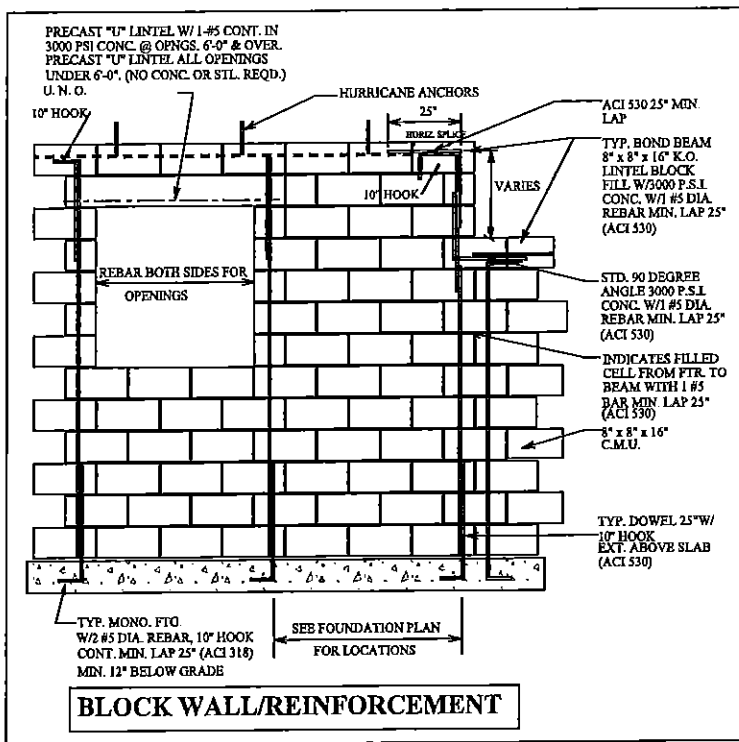 PRECAST "U" LINTEL W/ 1-#5 CONT. IN
3000 PSI CONC. @ OPNGS. 6'-0" & OVER.
PRECAST "U" LINTEL ALL OPENINGS
UNDER 6'-0". (NO CONC. OR STL. REQD.)
U. N. O.
10" HOOK
HURRICANE ANCHORS
25"
HORIZ. SPLICE
ACI 530 25" MIN.
LAP
TYP. BOND BEAM
8" x 8" x 16" K.O.
LINTEL BLOCK
FILL W/3000 P.S.I.
CONC. W/1 #5 DIA.
REBAR MIN. LAP 25"
(ACI 530)
VARIES
10" HOOK
REBAR BOTH SIDES FOR
OPENINGS
STD. 90 DEGREE
ANGLE 3000 P.S.I.
CONC. W/1 #5 DIA.
REBAR MIN. LAP 25"
(ACI 530)
INDICATES FILLED
CELL FROM FTR. TO
BEAM WITH 1 #5
BAR MIN. LAP 25"
(ACI 530)
8" x 8" x 16"
C.M.U.
TYP. DOWEL 25"W/
10" HOOK
EXT. ABOVE SLAB
(ACI 530)
TYP. MONO. FTG.
W/2 #5 DIA. REBAR, 10" HOOK
CONT. MIN. LAP 25" (ACI 318)
MIN. 12" BELOW GRADE
SEE FOUNDATION PLAN
FOR LOCATIONS
BLOCK WALL/REINFORCEMENT